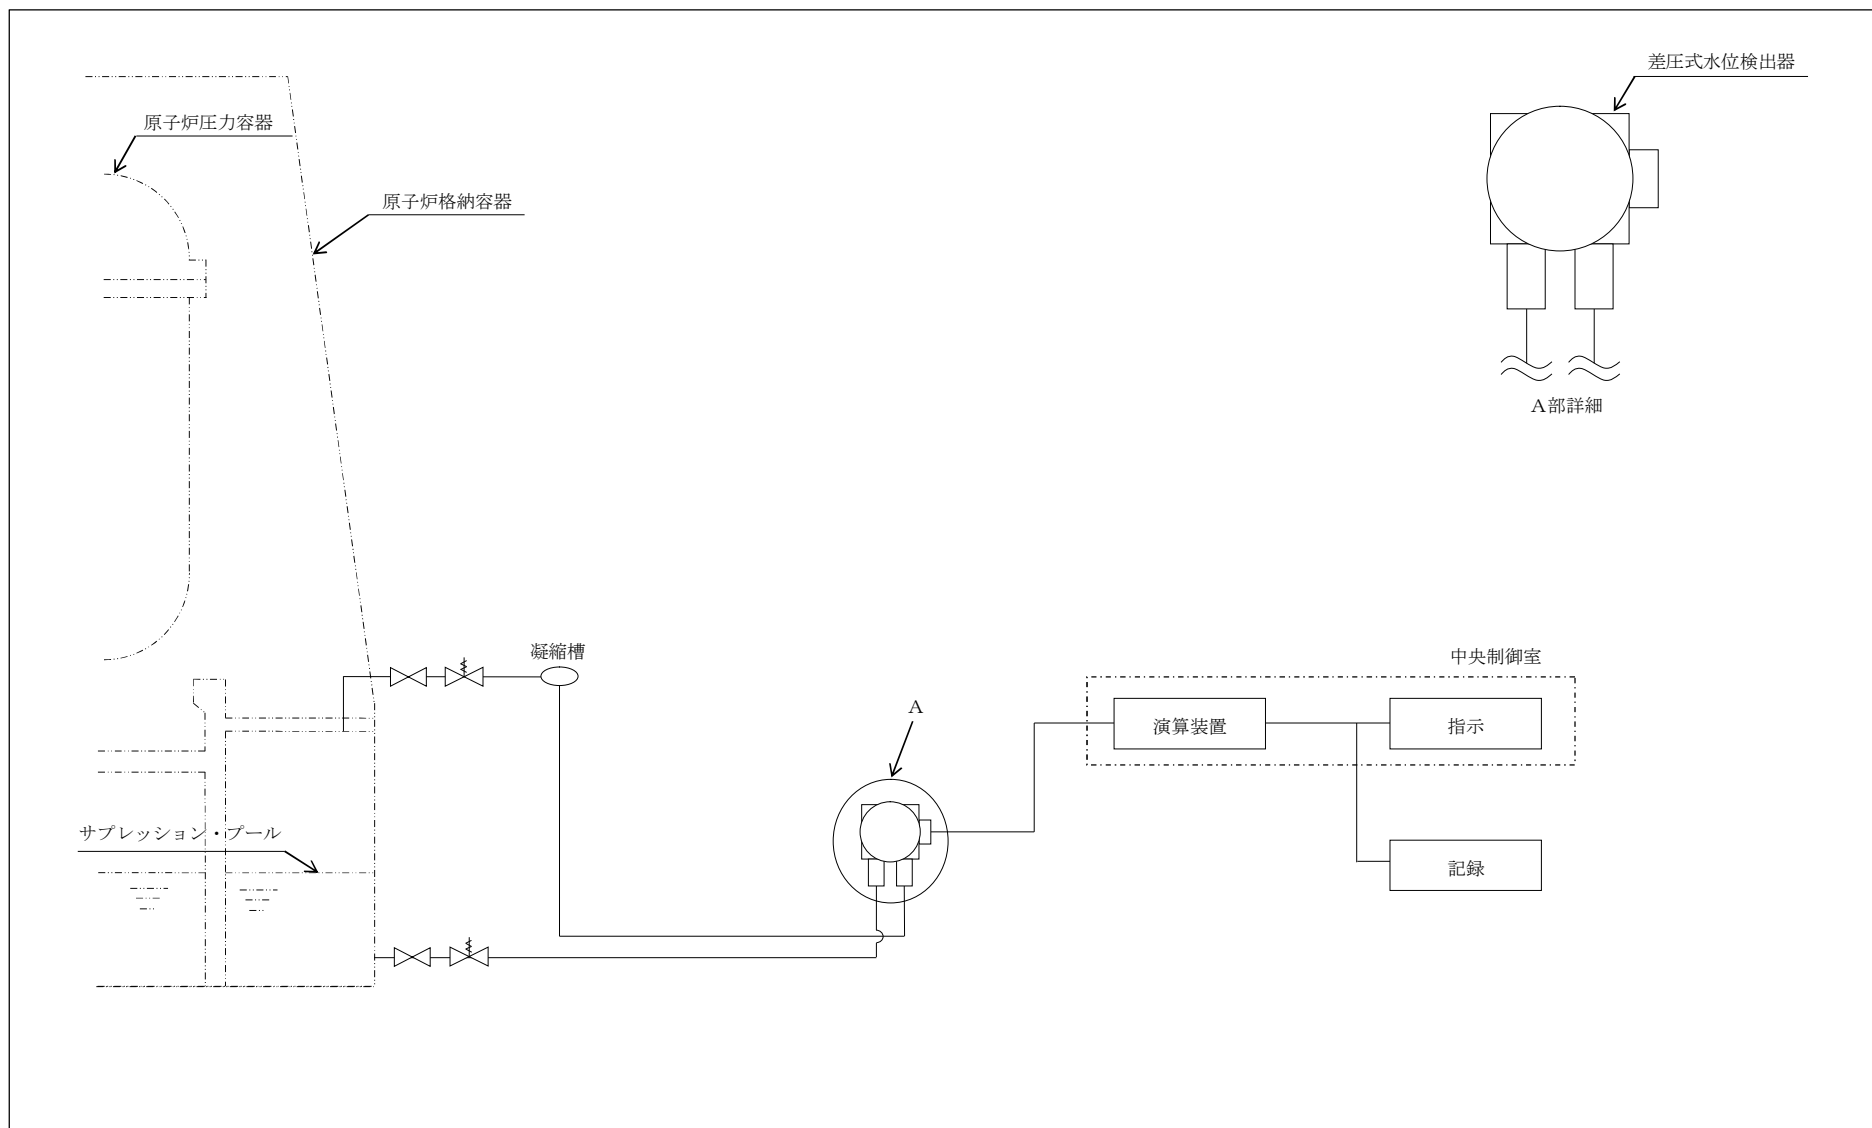 差圧式水位検出器
原子炉圧力容器
原子炉格納容器
A部詳細
凝縮槽
中央制御室
A
演算装置
指示
サプレッション・プール
記録